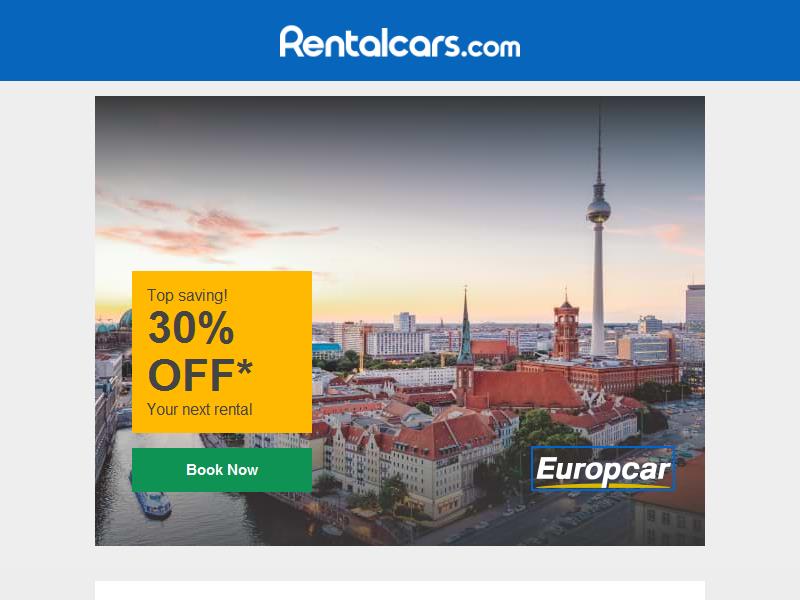 Rentalcars.com
Top saving!
30%
OFF*
Your next rental
Book Now
Europcar